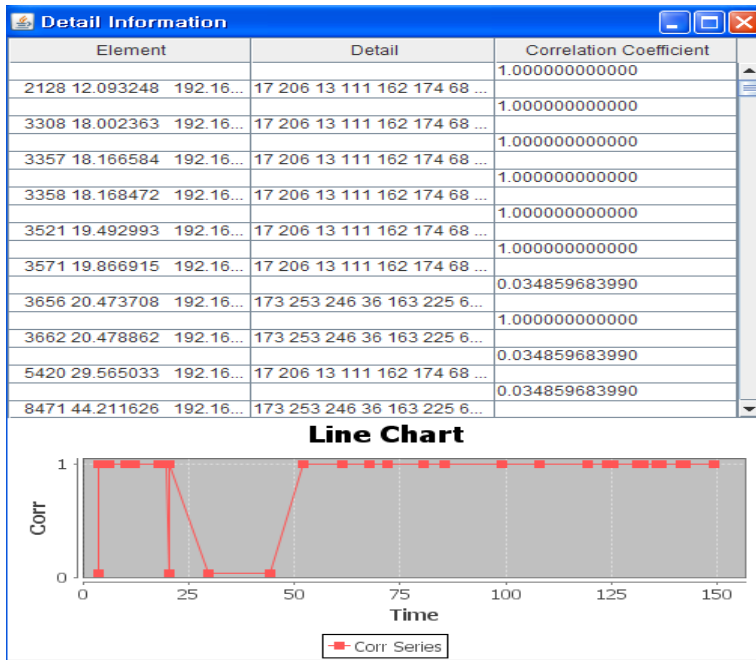 Detail Information
Element Detail Correlation Coefficient
1.000000000000
2128 12.093248 192.16... 17 206 13 111 162 174 68 ...
1.000000000000
3308 18.002363 192.16... 17 206 13 111 162 174 68 ...
1.000000000000
3357 18.166584 192.16... 17 206 13 111 162 174 68 ...
1.000000000000
3358 18.168472 192.16... 17 206 13 111 162 174 68 ...
1.000000000000
3521 19.492993 192.16... 17 206 13 111 162 174 68 ...
1.000000000000
3571 19.866915 192.16... 17 206 13 111 162 174 68 ...
0.034859683990
3656 20.473708 192.16... 173 253 246 36 163 225 6...
1.000000000000
3662 20.478862 192.16... 173 253 246 36 163 225 6...
0.034859683990
5420 29.565033 192.16... 17 206 13 111 162 174 68 ...
0.034859683990
8471 44.211626 192.16... 173 253 246 36 163 225 6...
Line Chart
1
Corr
0
0 25 50 75 100 125 150
Time
Corr Series